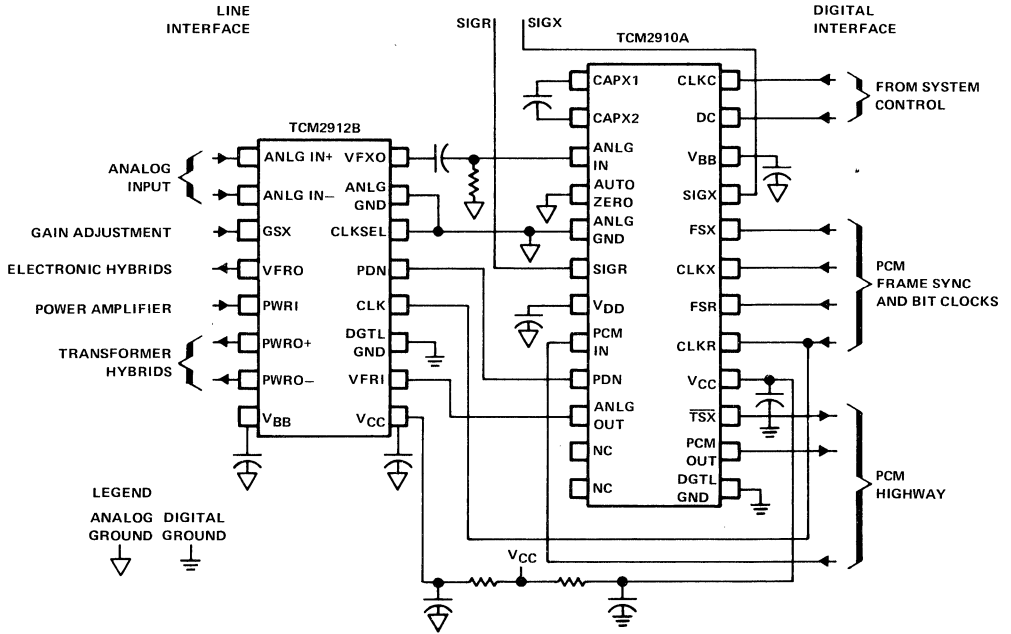 LINE
INTERFACE
SIGR
SIGX
DIGITAL
INTERFACE
TCM2910A
CAPX1
CAPX2
ANLG
IN
AUTO
ZERO
ANLG
GND
SIGR
VDD
PCM
IN
PDN
ANLG
OUT
NC
NC
CLKC
DC
VBB
SIGX
FSX
CLKX
FSR
CLKR
VCC
TSX
PCM
OUT
DGTL
GND
FROM SYSTEM
CONTROL
PCM
FRAME SYNC
AND BIT CLOCKS
PCM
HIGHWAY
TCM2912B
ANLG IN+
ANLG IN−
GSX
VFRO
PWRI
PWRO+
PWRO−
VBB
VFXO
ANLG
GND
CLKSEL
PDN
CLK
DGTL
GND
VFRI
VCC
ANALOG
INPUT
GAIN ADJUSTMENT
ELECTRONIC HYBRIDS
POWER AMPLIFIER
TRANSFORMER
HYBRIDS
LEGEND
ANALOG
GROUND
DIGITAL
GROUND
VCC